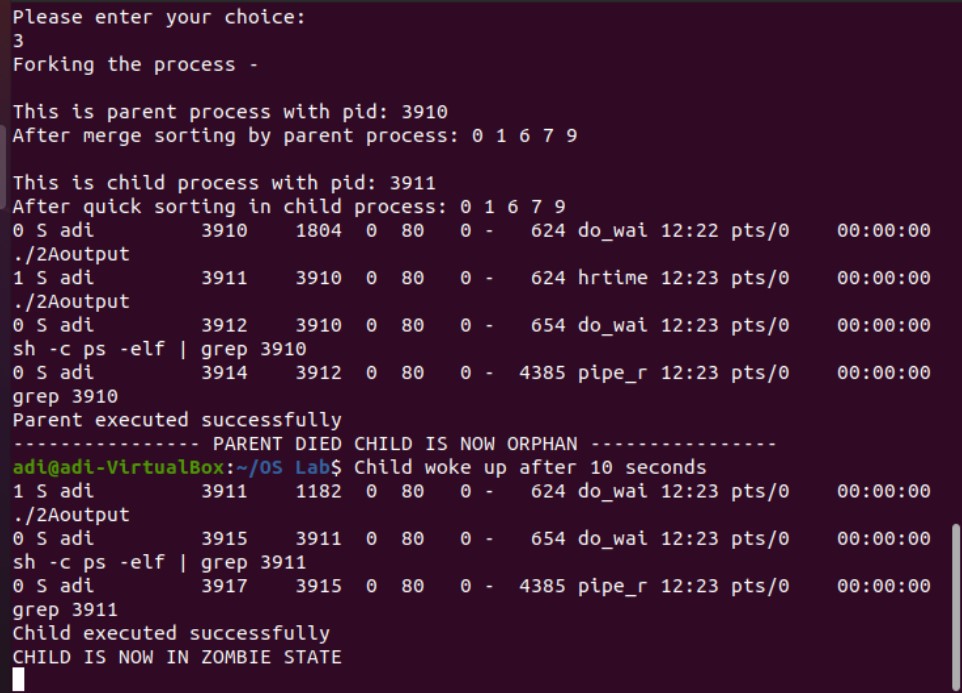 Please enter your choice:
3
Forking the process -
This is parent process with pid: 3910
After merge sorting by parent process: 0 1 6 7 9
This is child process with pid: 3911
After quick sorting in child process: 0 1 6 7 9
0 S adi         3910    1804  0  80   0 -   624 do_wai 12:22 pts/0    00:00:00
./2Aoutput
1 S adi         3911    3910  0  80   0 -   624 hrtime 12:23 pts/0    00:00:00
./2Aoutput
0 S adi         3912    3910  0  80   0 -   654 do_wai 12:23 pts/0    00:00:00
sh -c ps -elf | grep 3910
0 S adi         3914    3912  0  80   0 -  4385 pipe_r 12:23 pts/0    00:00:00
grep 3910
Parent executed successfully
---------------- PARENT DIED CHILD IS NOW ORPHAN ----------------
adi@adi-VirtualBox:~/OS Lab$ Child woke up after 10 seconds
1 S adi         3911    1182  0  80   0 -   624 do_wai 12:23 pts/0    00:00:00
./2Aoutput
0 S adi         3915    3911  0  80   0 -   654 do_wai 12:23 pts/0    00:00:00
sh -c ps -elf | grep 3911
0 S adi         3917    3915  0  80   0 -  4385 pipe_r 12:23 pts/0    00:00:00
grep 3911
Child executed successfully
CHILD IS NOW IN ZOMBIE STATE